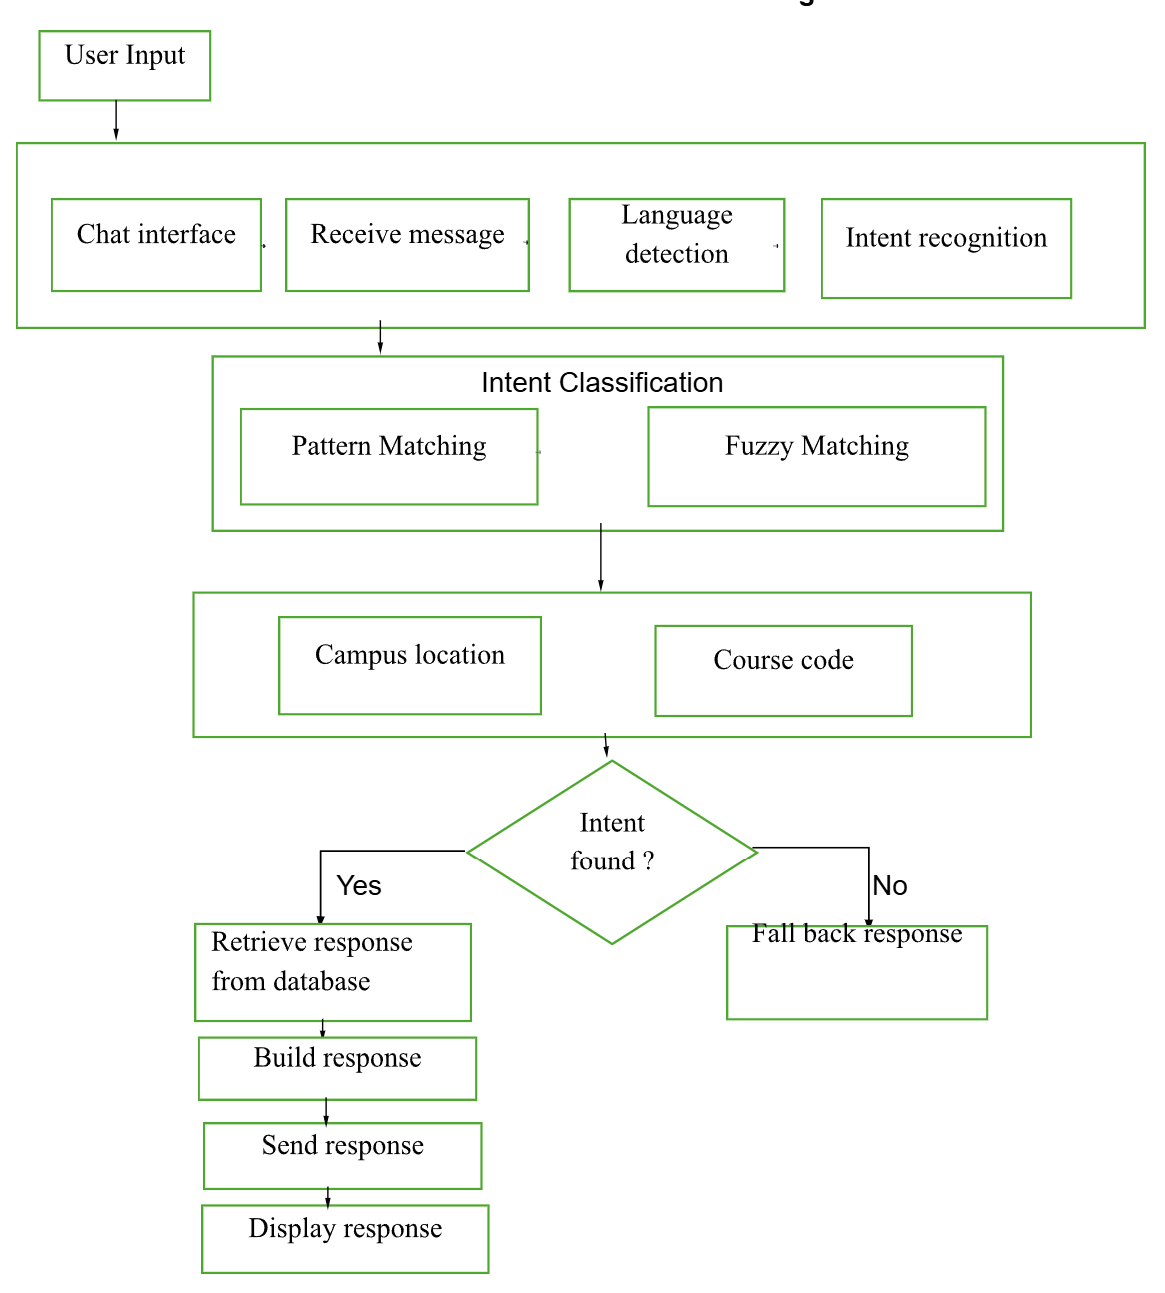 User Input
Chat interface
Receive message
Language
detection
Intent recognition
Intent Classification
Pattern Matching
Fuzzy Matching
Campus location
Course code
Intent
found ?
Yes
No
Retrieve response
from database
Fall back response
Build response
Send response
Display response